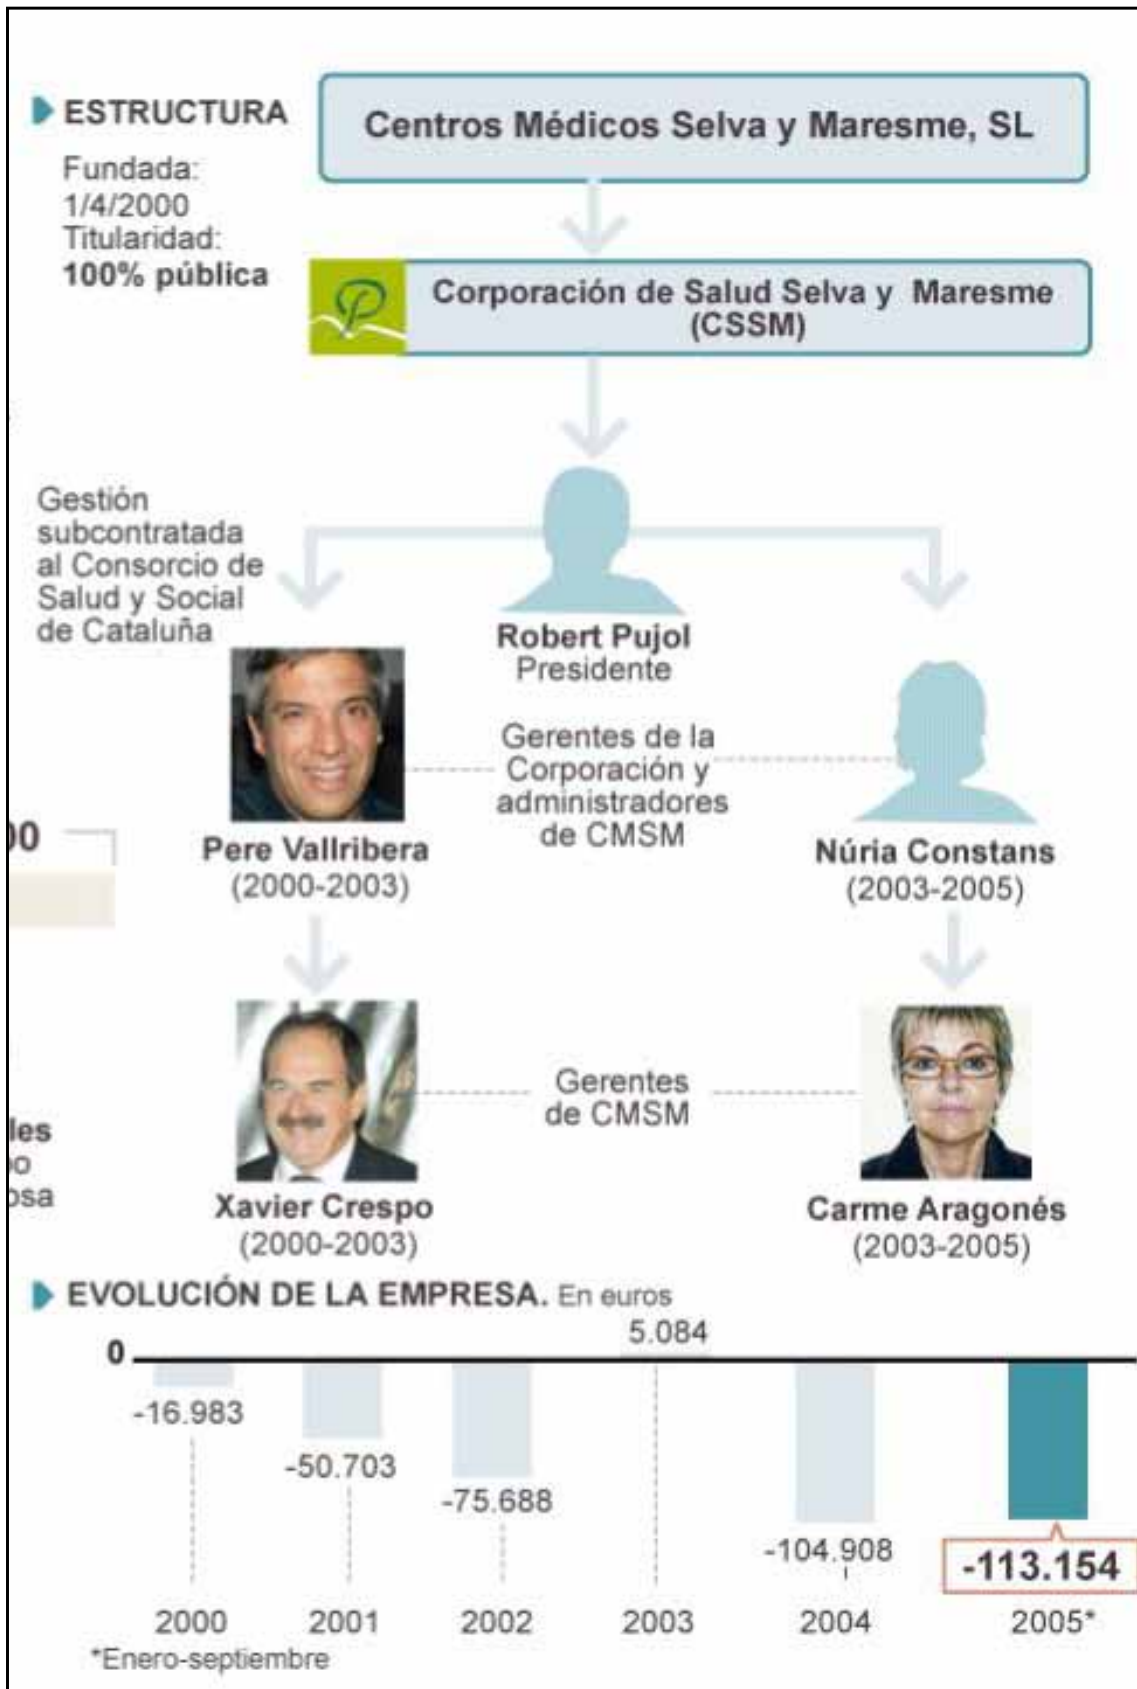 ESTRUCTURA
Fundada:
1/4/2000
Titularidad:
100% pública
Centros Médicos Selva y Maresme, SL
P
Corporación de Salud Selva y Maresme
(CSSM)
Gestión
subcontratada
al Consorcio de
Salud y Social
de Cataluña
Robert Pujol
Presidente
Gerentes de la
Corporación y
administradores
de CMSM
Pere Vallribera
(2000-2003)
Núria Constans
(2003-2005)
00
Gerentes
de CMSM
les
osa
Xavier Crespo
(2000-2003)
Carme Aragonés
(2003-2005)
EVOLUCIÓN DE LA EMPRESA. En euros
0
5.084
-16.983
-50.703
-75.688
-104.908
-113.154
2000 2001 2002 2003 2004 2005*
*Enero-septiembre